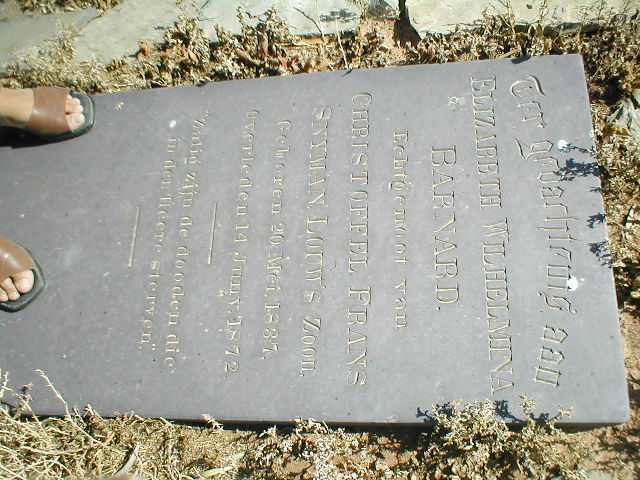 Ter gedachtenis aan
ELIZABETH WILHELMINA
BARNARD.
Echtgenoot van
CHRISTOFFEL FRANS
SNYMAN LOUW'S ZOON.
Geboren 20 Mei 1837.
Overleden 14 Juny 1872
"Zalig zijn de dooden die
in den Heere sterven."